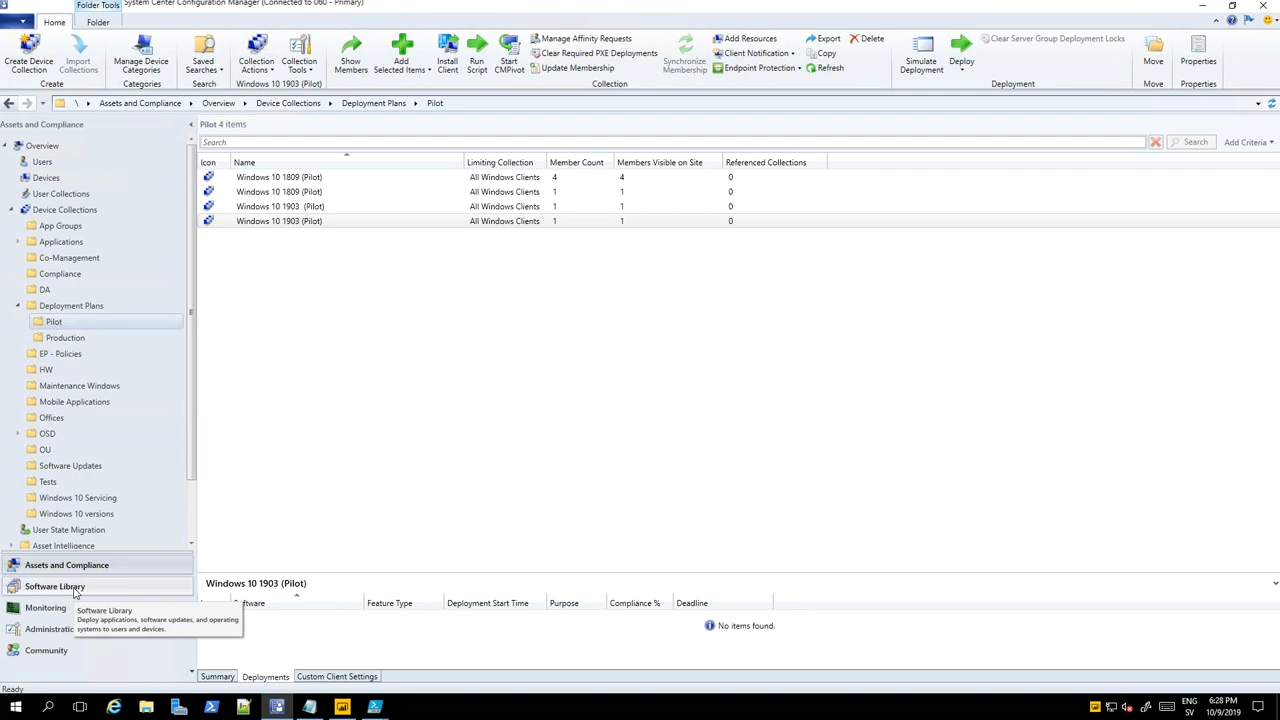 Folder Tools
System Center Configuration Manager (Connected to 060 - Primary)
Home
Folder
Create Device Collection
Import Collections
Create
Manage Device Categories
Categories
Saved Searches
Search
Collection Actions
Collection Tools
Windows 10 1903 (Pilot)
Show Members
Add Selected Items
Install Client
Run Script
Start CMPivot
Manage Affinity Requests
Clear Required PXE Deployments
Update Membership
Synchronize Membership
Add Resources
Client Notification
Endpoint Protection
Export
Copy
Refresh
Delete
Collection
Simulate Deployment
Deploy
Clear Server Group Deployment Locks
Deployment
Move
Move
Properties
Properties
\ Assets and Compliance Overview Device Collections Deployment Plans Pilot
Assets and Compliance
Overview
Users
Devices
User Collections
Device Collections
App Groups
Applications
Co-Management
Compliance
DA
Deployment Plans
Pilot
Production
EP - Policies
HW
Maintenance Windows
Mobile Applications
Offices
OSD
OU
Software Updates
Tests
Windows 10 Servicing
Windows 10 versions
User State Migration
Asset Intelligence
Assets and Compliance
Software Library
Monitoring
Administratio
Community
Software Library
Deploy applications, software updates, and operating
systems to users and devices.
Pilot 4 items
Search
Search
Add Criteria
Icon Name Limiting Collection Member Count Members Visible on Site Referenced Collections
Windows 10 1809 (Pilot) All Windows Clients 4 4 0
Windows 10 1809 (Pilot) All Windows Clients 1 1 0
Windows 10 1903 (Pilot) All Windows Clients 1 1 0
Windows 10 1903 (Pilot) All Windows Clients 1 1 0
Windows 10 1903 (Pilot)
Software Feature Type Deployment Start Time Purpose Compliance % Deadline
No items found.
Summary Deployments Custom Client Settings
Ready
ENG
SV
6:28 PM
10/9/2019